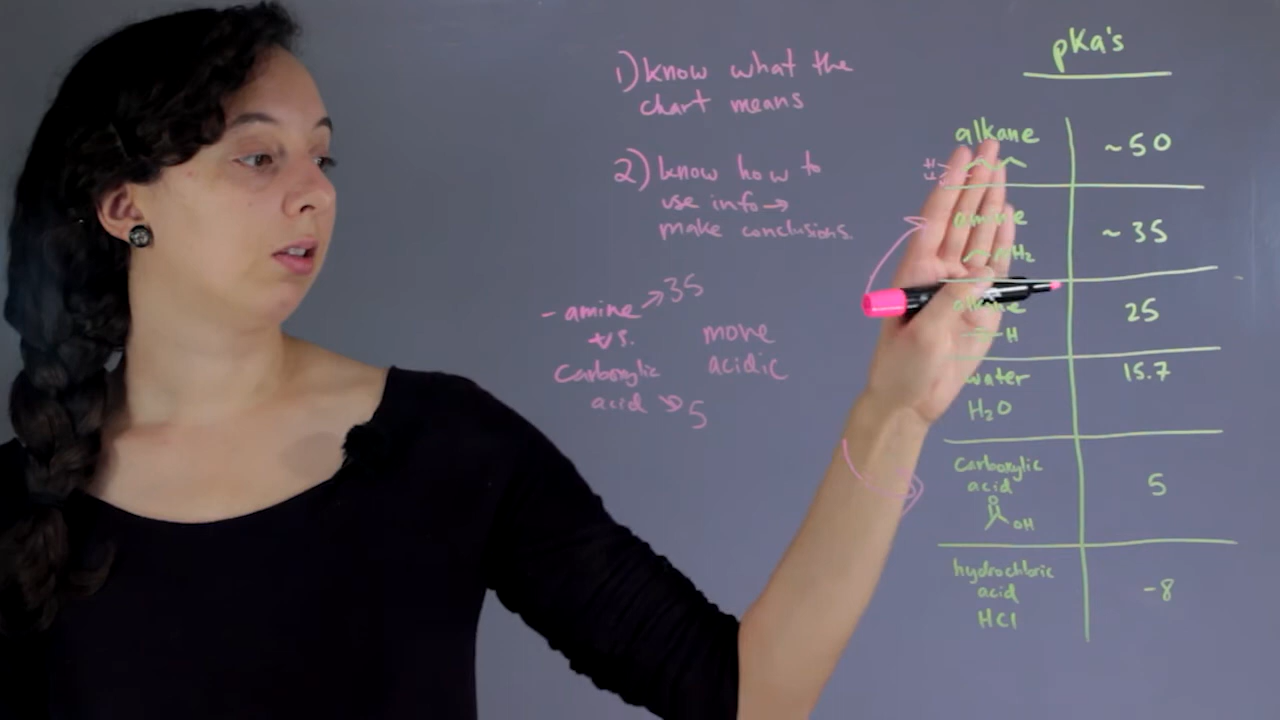 1) know what the
chart means
2) know how to
use info →
make conclusions.
- amine → 35
vs.
Carboxylic
acid → 5
more
acidic
pKa's
alkane ~50
H
H
amine ~35
H₂
25
H
water 15.7
H₂O
Carboxylic
acid 5
O
OH
hydrochloric
acid -8
HCl